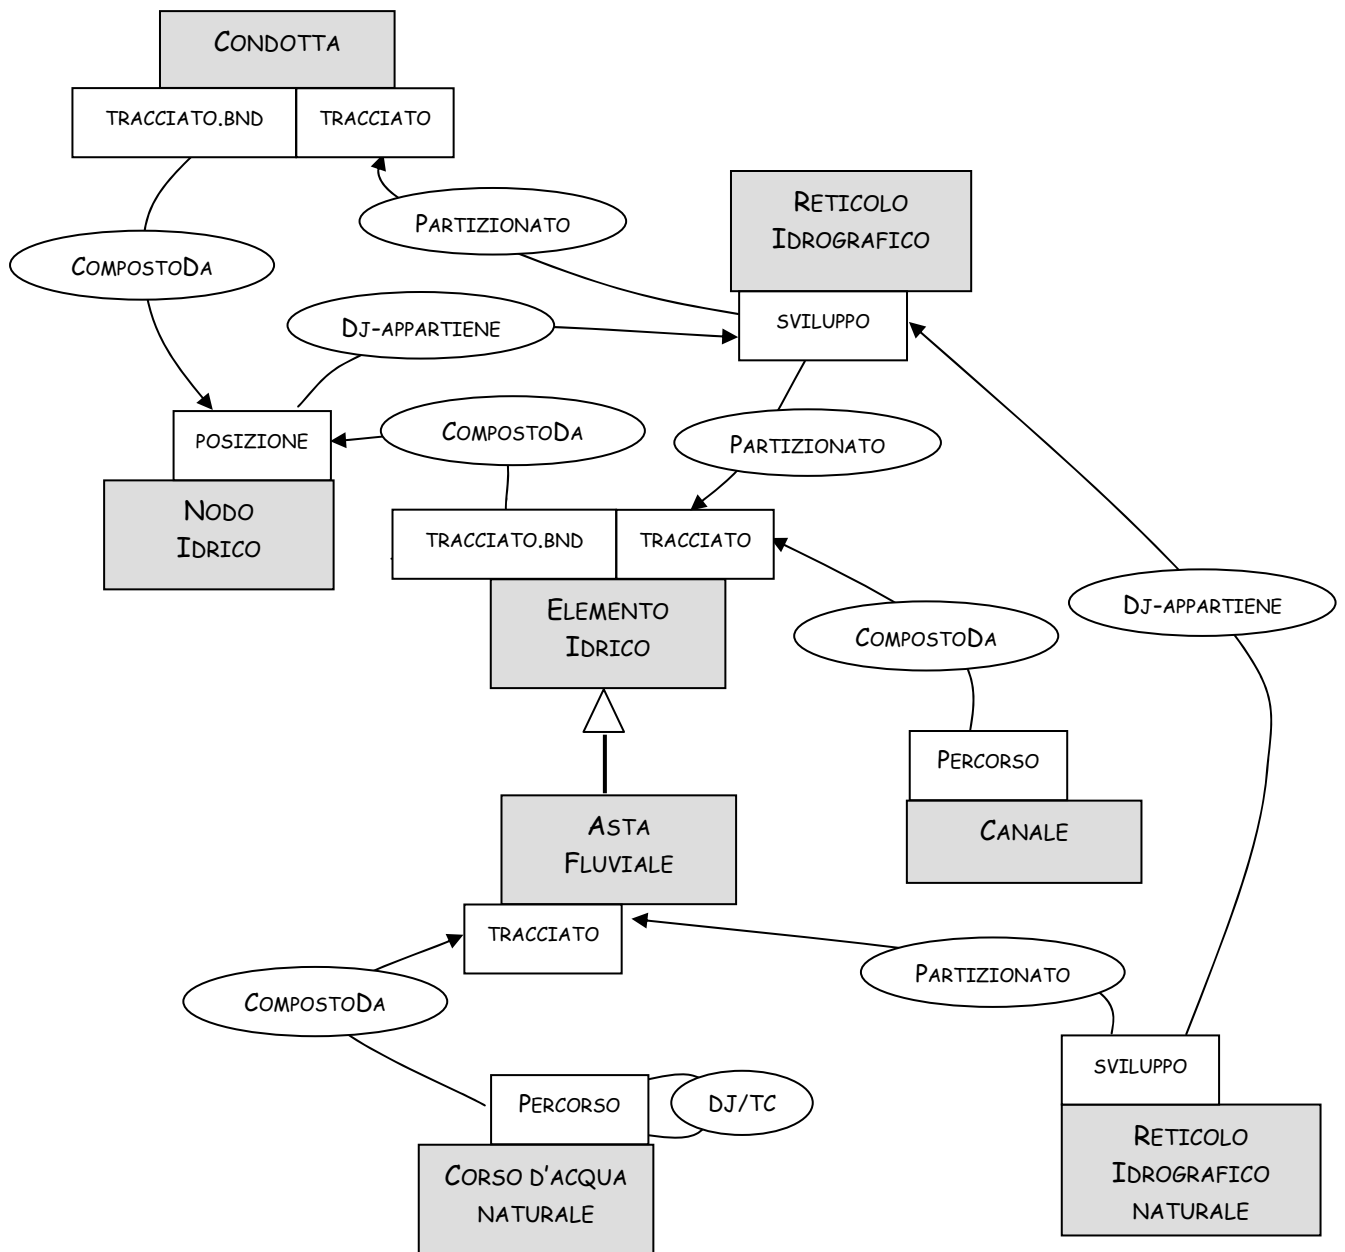 CONDOTTA
TRACCIATO.BND
TRACCIATO
RETICOLO
IDROGRAFICO
PARTIZIONATO
COMPOSTODA
DJ-APPARTIENE
SVILUPPO
POSIZIONE
COMPOSTODA
PARTIZIONATO
NODO
IDRICO
TRACCIATO.BND
TRACCIATO
ELEMENTO
IDRICO
DJ-APPARTIENE
COMPOSTODA
PERCORSO
CANALE
ASTA
FLUVIALE
TRACCIATO
PARTIZIONATO
COMPOSTODA
SVILUPPO
PERCORSO
DJ/TC
RETICOLO
IDROGRAFICO
NATURALE
CORSO D'ACQUA
NATURALE